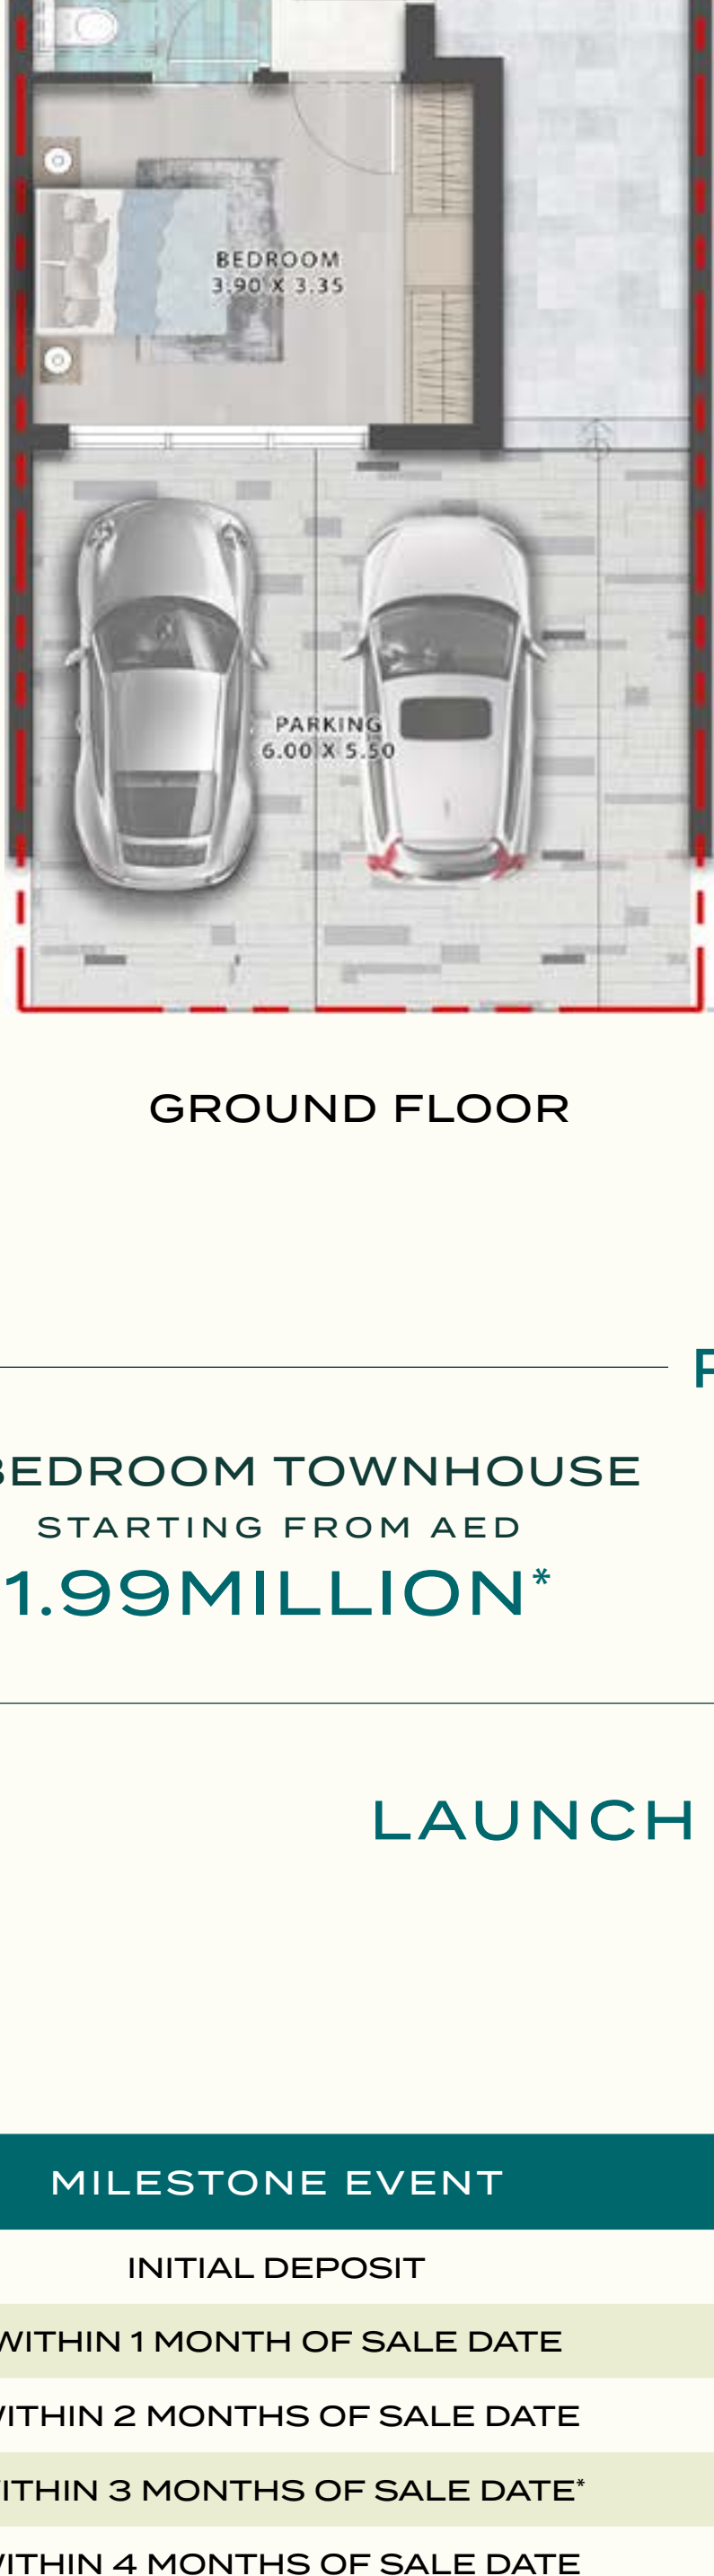 BEDROOM
3.90 X 3.35
PARKING
6.00 X 5.50
GROUND FLOOR
BEDROOM TOWNHOUSE
STARTING FROM AED
1.99MILLION*
LAUNCH
MILESTONE EVENT
INITIAL DEPOSIT
WITHIN 1 MONTH OF SALE DATE
WITHIN 2 MONTHS OF SALE DATE
WITHIN 3 MONTHS OF SALE DATE*
WITHIN 4 MONTHS OF SALE DATE